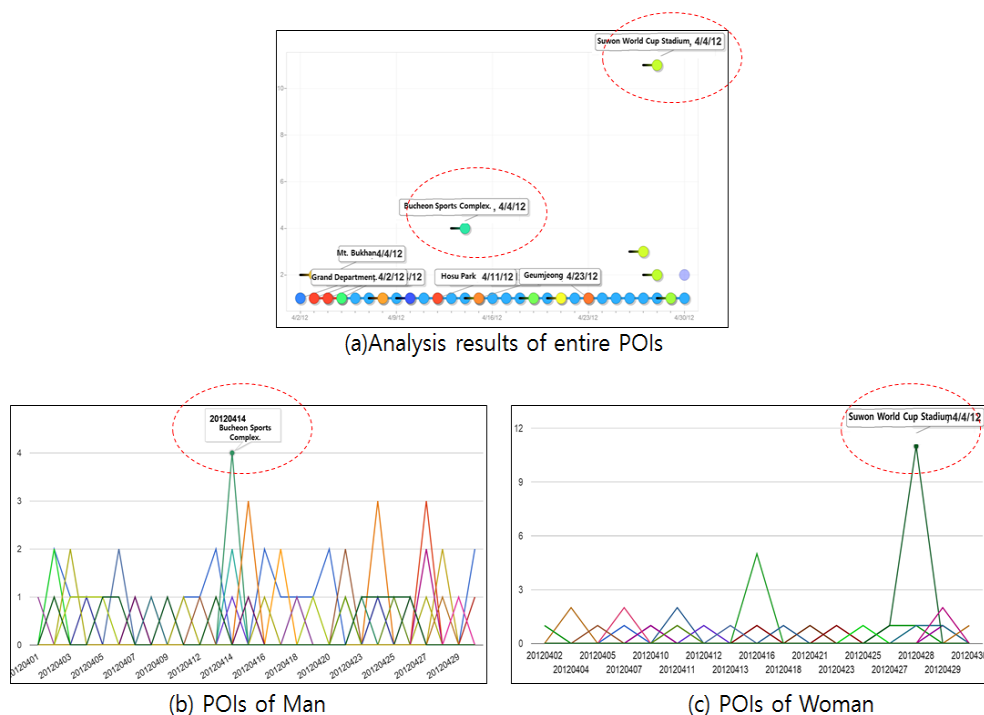 Suwon World Cup Stadium, 4/4/12
10
8
6
Bucheon Sports Complex. , 4/4/12
4
Mt. Bukhan 4/4/12
2
Grand Department. 4/2/12 /12
Hosu Park 4/11/12
Geumjeong 4/23/12
4/2/12 4/9/12 4/16/12 4/23/12 4/30/12
(a)Analysis results of entire POIs
20120414
Bucheon Sports
Complex.
4
3
2
1
0
20120401 20120403 20120405 20120407 20120409 20120412 20120414 20120416 20120418 20120420 20120423 20120425 20120427 20120429
(b) POIs of Man
Suwon World Cup Stadium 4/4/12
12
9
6
3
0
20120402 20120405 20120410 20120412 20120416 20120421 20120425 20120428 20120430
20120404 20120407 20120411 20120413 20120418 20120423 20120427 20120429
(c) POIs of Woman